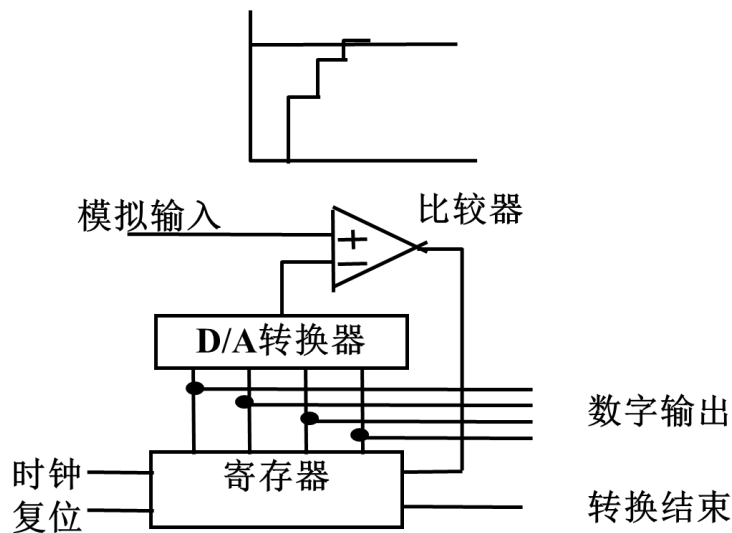 模拟输入
比较器
+
—
D/A转换器
数字输出
时钟
寄存器
复位
转换结束